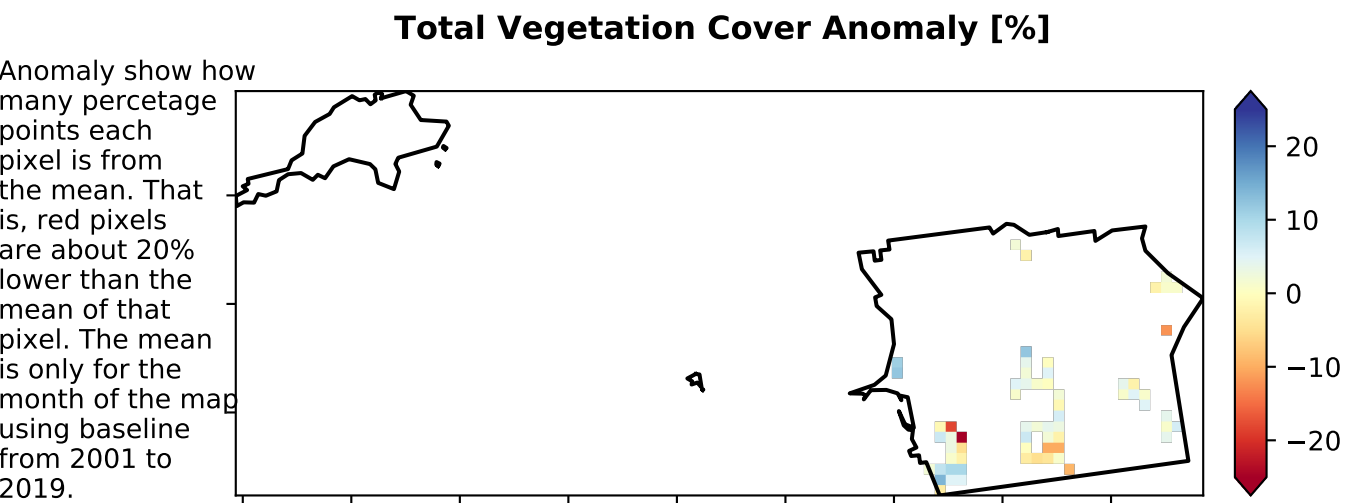 Total Vegetation Cover Anomaly [%]
Anomaly show how
many percetage
points each
pixel is from
the mean. That
is, red pixels
are about 20%
lower than the
mean of that
pixel. The mean
is only for the
month of the map
using baseline
from 2001 to
2019.
20
10
0
−10
−20